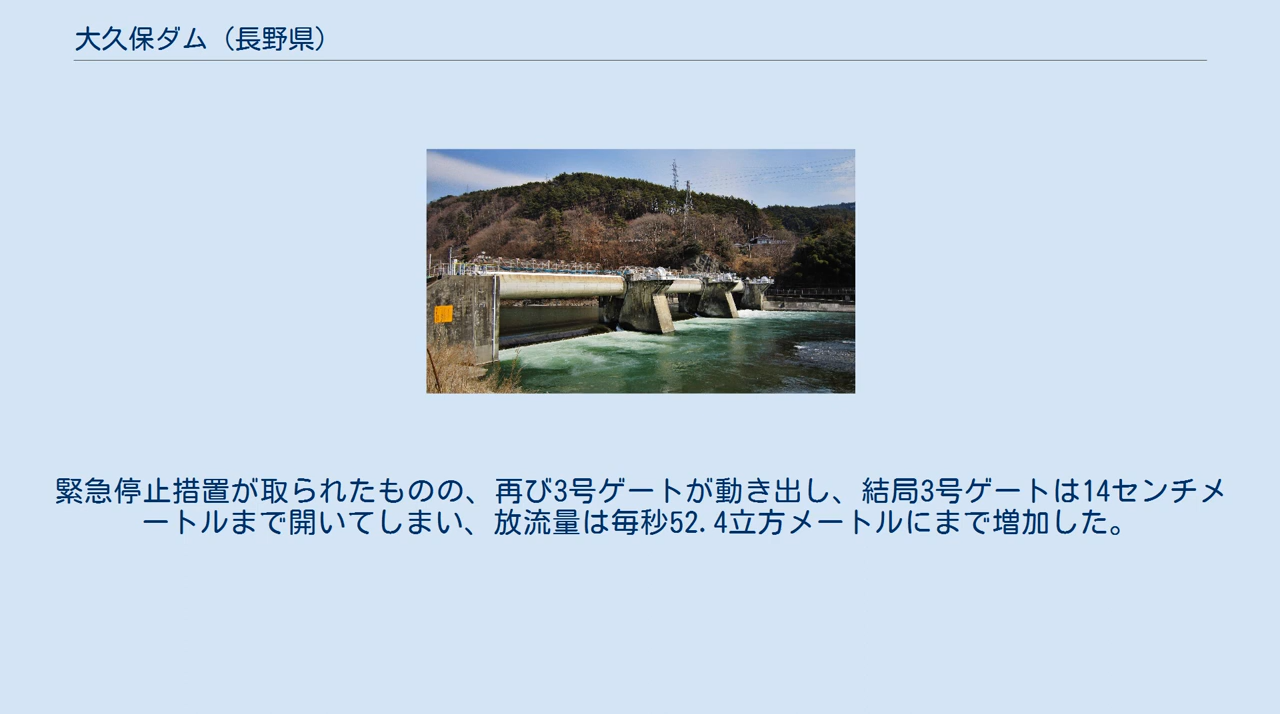 大久保ダム（長野県）
緊急停止措置が取られたものの、再び3号ゲートが動き出し、結局3号ゲートは14センチメ
ートルまで開いてしまい、放流量は毎秒52.4立方メートルにまで増加した。